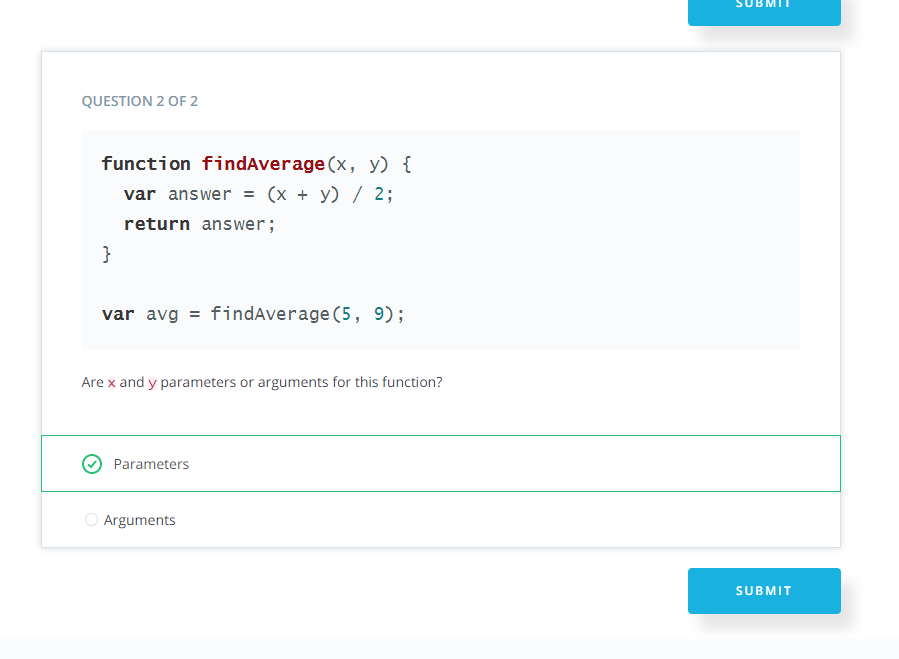 SUBMIT
QUESTION 2 OF 2
function findAverage(x, y) {
  var answer = (x + y) / 2;
  return answer;
}
var avg = findAverage(5, 9);
Are x and y parameters or arguments for this function?
Parameters
Arguments
SUBMIT